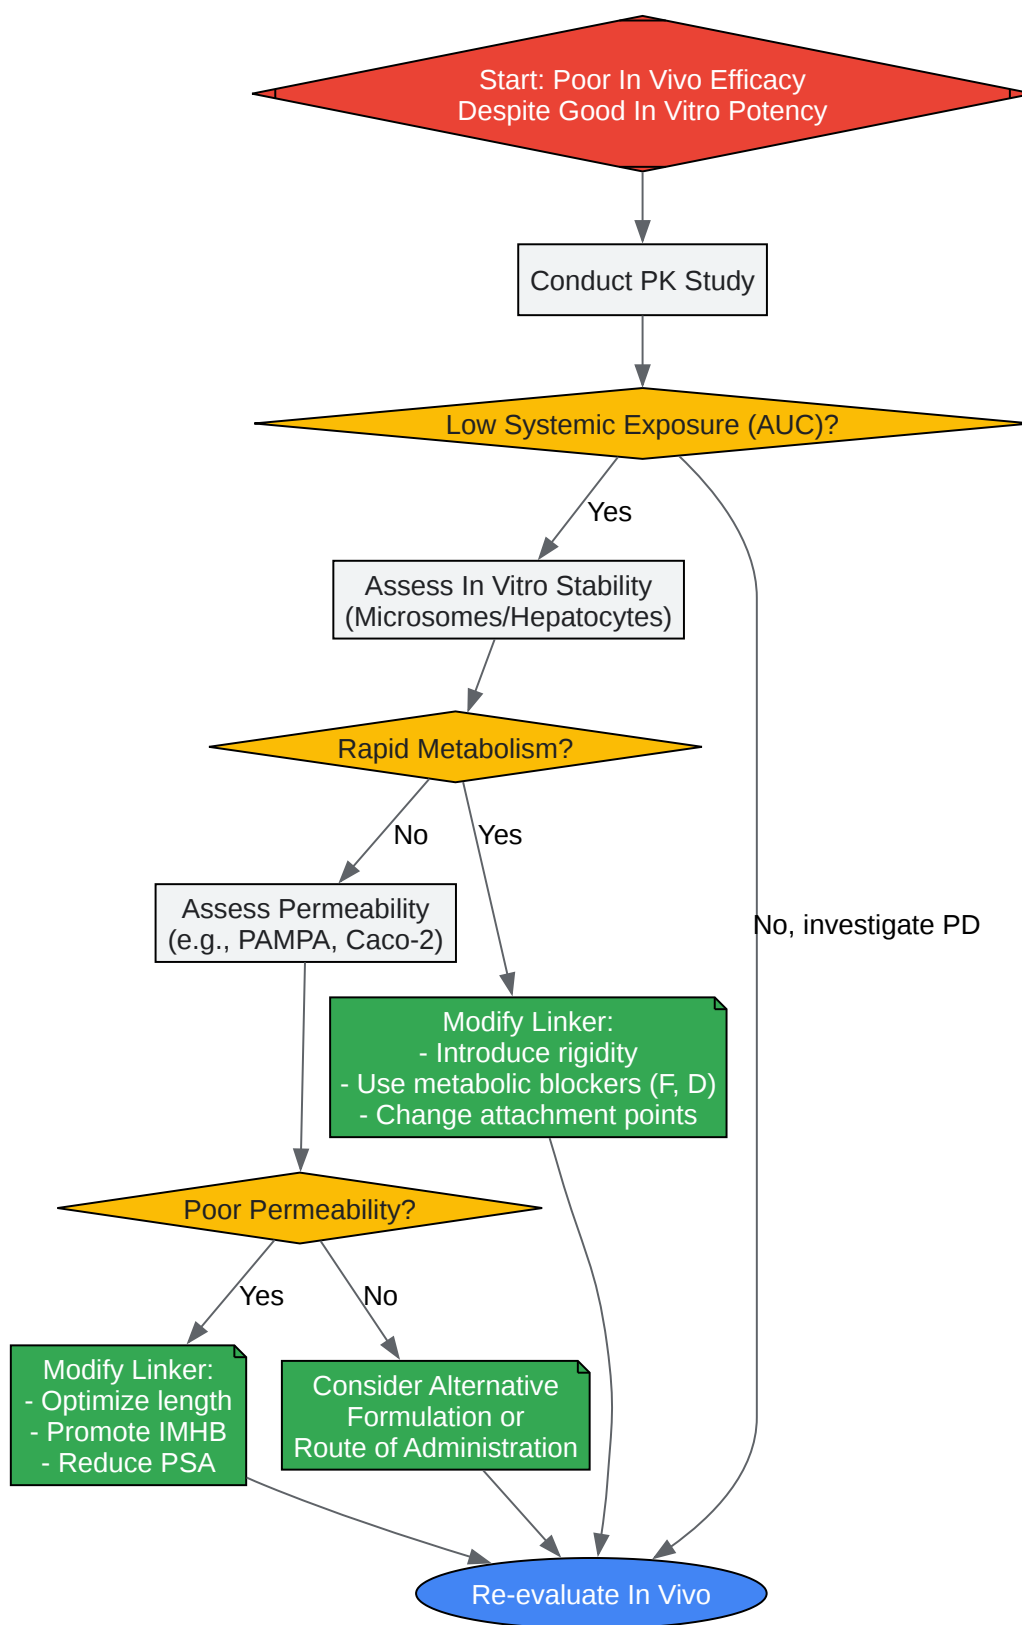 Start: Poor In Vivo Efficacy
Despite Good In Vitro Potency
Conduct PK Study
Low Systemic Exposure (AUC)?
Yes
Assess In Vitro Stability
(Microsomes/Hepatocytes)
Rapid Metabolism?
No
Yes
Assess Permeability
(e.g., PAMPA, Caco-2)
No, investigate PD
Modify Linker:
- Introduce rigidity
- Use metabolic blockers (F, D)
- Change attachment points
Poor Permeability?
Yes
No
Modify Linker:
- Optimize length
- Promote IMHB
- Reduce PSA
Consider Alternative
Formulation or
Route of Administration
Re-evaluate In Vivo